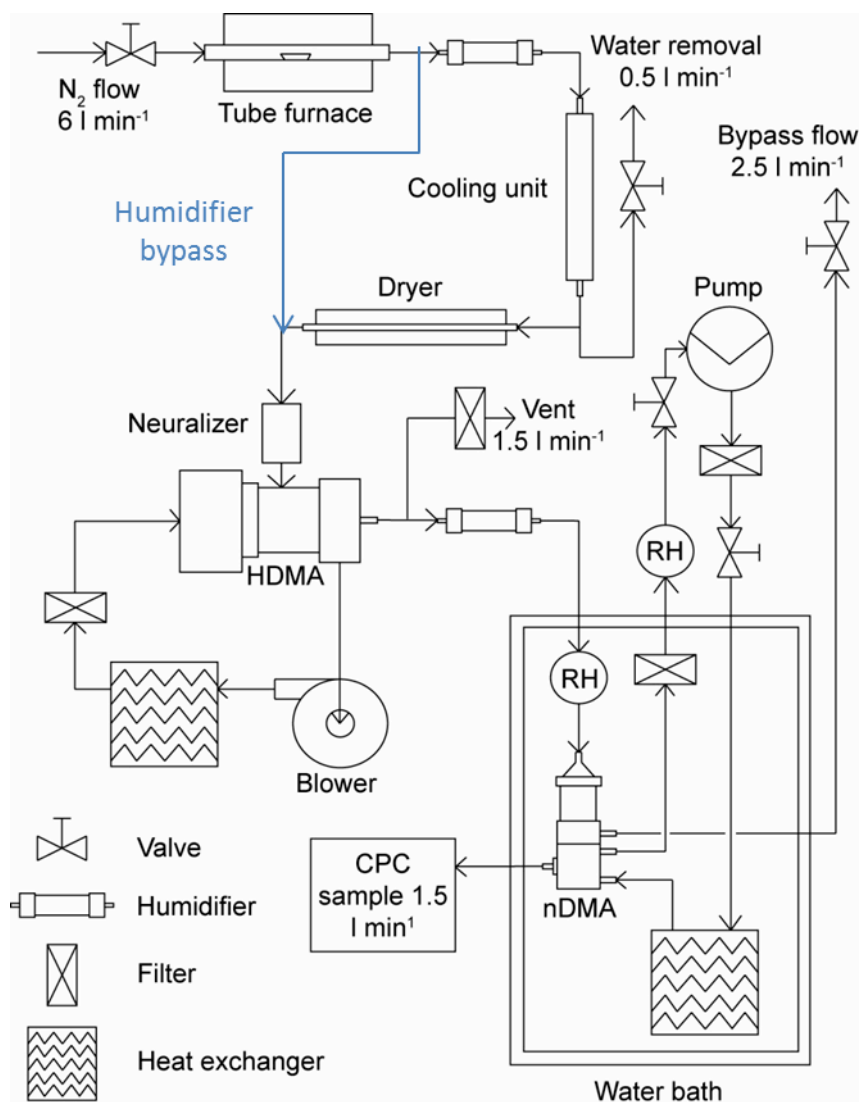 N₂ flow
6 l min⁻¹
Tube furnace
Water removal
0.5 l min⁻¹
Bypass flow
2.5 l min⁻¹
Cooling unit
Humidifier
bypass
Dryer
Pump
Neuralizer
Vent
1.5 l min⁻¹
HDMA
RH
RH
Blower
Valve
CPC
sample 1.5
l min¹
nDMA
Humidifier
Filter
Heat exchanger
Water bath